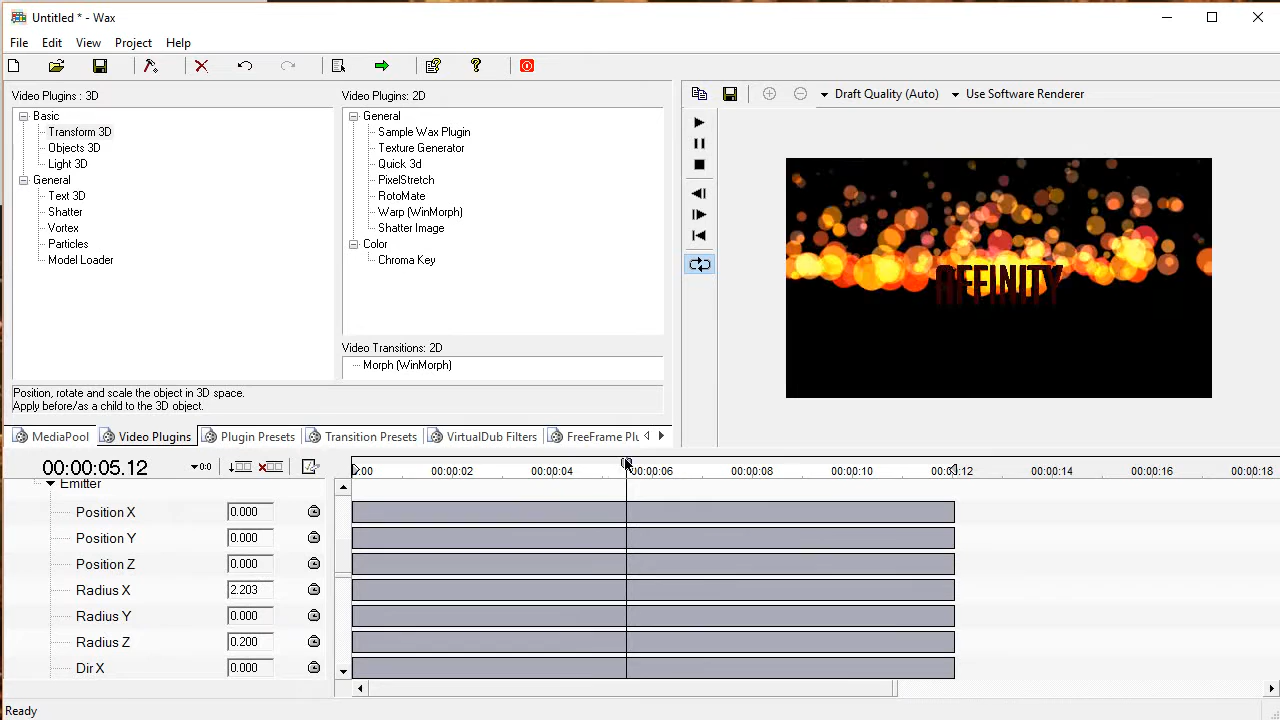 Untitled * - Wax
File Edit View Project Help
Video Plugins : 3D
Basic
Transform 3D
Objects 3D
Light 3D
General
Text 3D
Shatter
Vortex
Particles
Model Loader
Position, rotate and scale the object in 3D space.
Apply before/as a child to the 3D object.
Video Plugins: 2D
General
Sample Wax Plugin
Texture Generator
Quick 3d
PixelStretch
RotoMate
Warp (WinMorph)
Shatter Image
Color
Chroma Key
Video Transitions: 2D
Morph (WinMorph)
Draft Quality (Auto) Use Software Renderer
AFFINITY
MediaPool Video Plugins Plugin Presets Transition Presets VirtualDub Filters FreeFrame Plu
00:00:05.12 :0:0 :00 00:00:02 00:00:04 00:00:06 00:00:08 00:00:10 00:00:12 00:00:14 00:00:16 00:00:18
Emitter
Position X 0.000
Position Y 0.000
Position Z 0.000
Radius X 2.203
Radius Y 0.000
Radius Z 0.200
Dir X 0.000
Ready